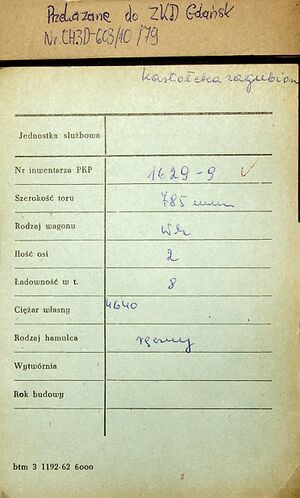 Przekazane do ZKD Gdańsk
Nr. CH3D-603/10/79
kartoteka zagubion
Jednostka służbowa
Nr inwentarza PKP 1629-9 ✓
Szerokość toru 785 mm
Rodzaj wagonu
Ilość osi 2
Ładowność w t. 8
Ciężar własny 4640
Rodzaj hamulca ręczny
Wytwórnia
Rok budowy
btm 3 1192-62 6000